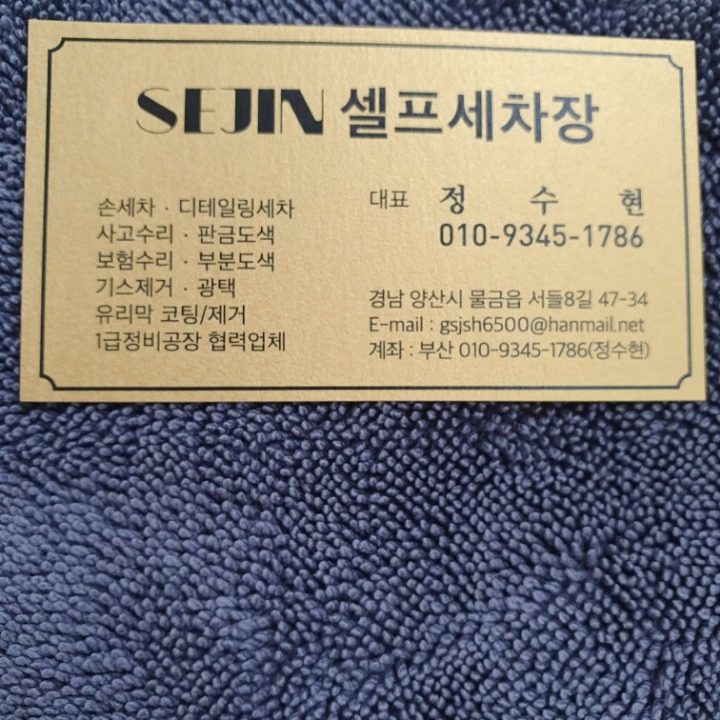 SEJIN 셀프세차장
손세차 · 디테일링세차
사고수리 · 판금도색
보험수리 · 부분도색
기스제거 · 광택
유리막 코팅/제거
1급정비공장 협력업체
대표 정 수 현
010-9345-1786
경남 양산시 물금읍 서들8길 47-34
E-mail : gsjsh6500@hanmail.net
계좌 : 부산 010-9345-1786(정수현)